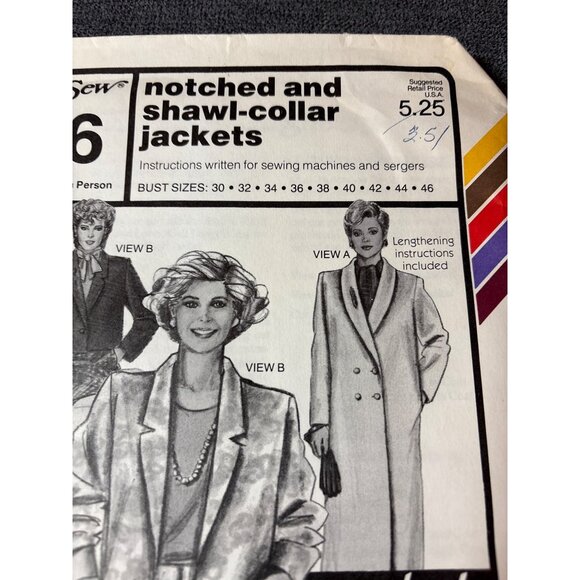 Sew®
6
Person
notched and
shawl-collar
jackets
Suggested
Retail Price
U.S.A.
5.25
3.51
Instructions written for sewing machines and sergers
BUST SIZES: 30 • 32 • 34 • 36 • 38 • 40 • 42 • 44 • 46
VIEW B
VIEW A
Lengthening
instructions
included
VIEW B